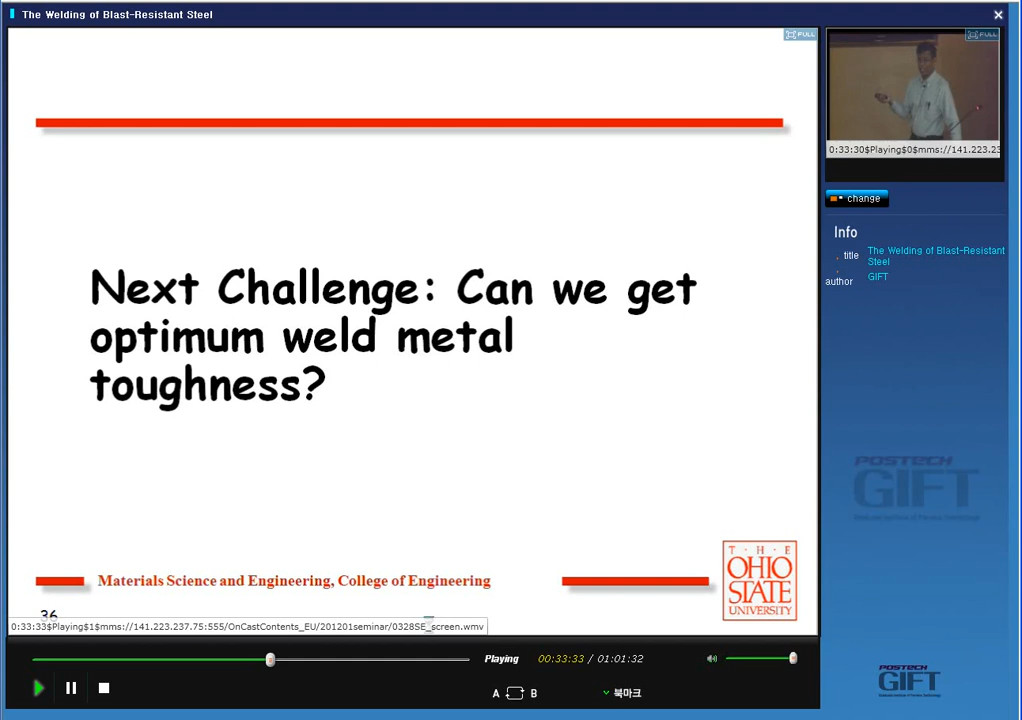 The Welding of Blast-Resistant Steel
FULL
Next Challenge: Can we get
optimum weld metal
toughness?
Materials Science and Engineering, College of Engineering
T·H·E
OHIO
STATE
UNIVERSITY
36
0:33:33$Playing$1$mms://141.223.237.75:555/OnCastContents_EU/201201seminar/0328SE_screen.wmv
Playing
00:33:33 / 01:01:32
A B
북마크
FULL
0:33:30$Playing$0$mms://141.223.23
change
Info
title
The Welding of Blast-Resistant
Steel
author
GIFT
POSTECH
GIFT
POSTECH
GIFT